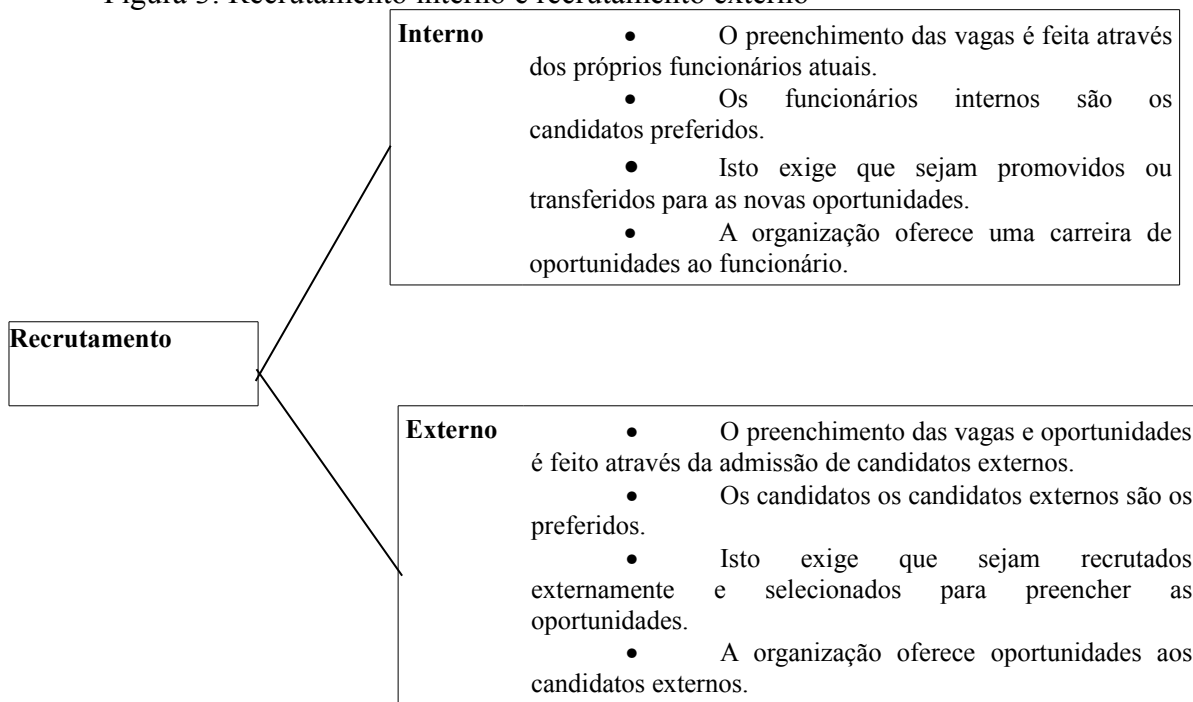 Figura 3: Recrutamento interno e recrutamento externo
Interno
• O preenchimento das vagas é feita através
dos próprios funcionários atuais.
• Os funcionários internos são os
candidatos preferidos.
• Isto exige que sejam promovidos ou
transferidos para as novas oportunidades.
• A organização oferece uma carreira de
oportunidades ao funcionário.
Recrutamento
Externo
• O preenchimento das vagas e oportunidades
é feito através da admissão de candidatos externos.
• Os candidatos os candidatos externos são os
preferidos.
• Isto exige que sejam recrutados
externamente e selecionados para preencher as
oportunidades.
• A organização oferece oportunidades aos
candidatos externos.